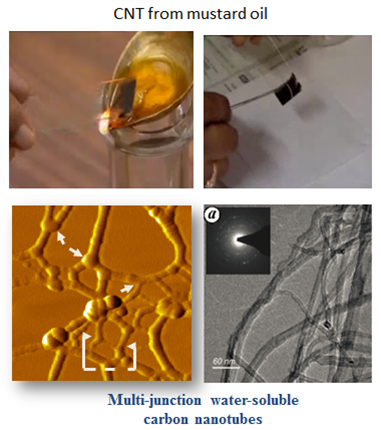 CNT from mustard oil
a
60 nm
Multi-junction water-soluble
carbon nanotubes